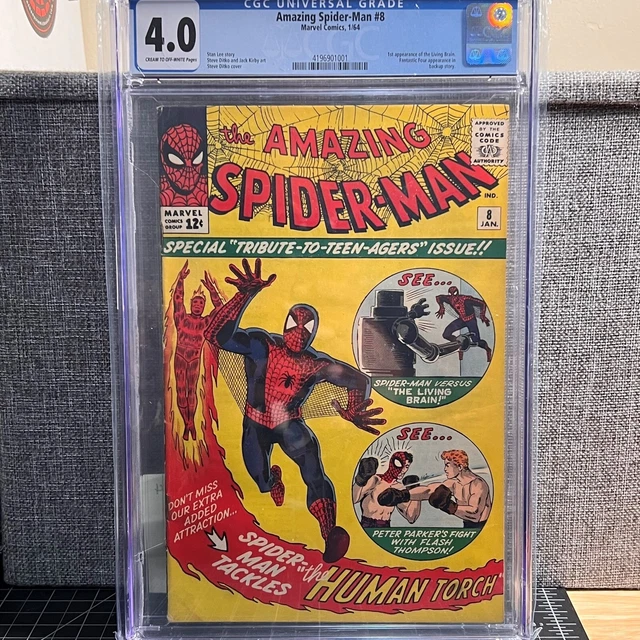 CGC UNIVERSAL GRADE
4.0
CREAM TO OFF-WHITE Pages
Amazing Spider-Man #8
Marvel Comics, 1/64
Stan Lee story
Steve Ditko and Jack Kirby art
Steve Ditko cover
4196901001
1st appearance of the Living Brain.
Fantastic Four appearance in
backup story.
the AMAZING
SPIDER-MAN
APPROVED
BY THE
COMICS
CODE
AUTHORITY
MARVEL
COMICS
GROUP
12¢
IND.
8
JAN.
SPECIAL "TRIBUTE-TO-TEEN-AGERS" ISSUE!!
SEE...
SPIDER-MAN VERSUS
"THE LIVING
BRAIN!"
SEE...
PETER PARKER'S FIGHT
WITH FLASH
THOMPSON!
DON'T MISS
OUR EXTRA
ADDED
ATTRACTION...
SPIDER-
MAN
TACKLES
"the HUMAN TORCH"